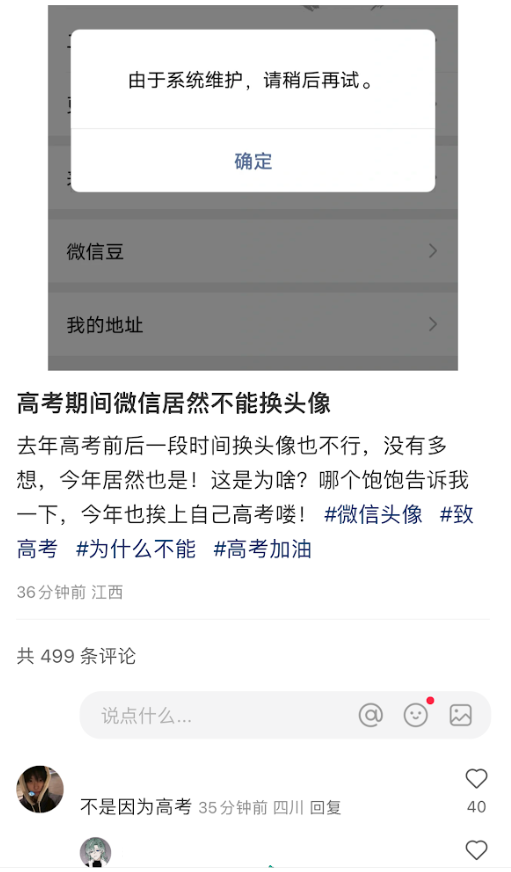 由于系统维护，请稍后再试。
确定
微信豆
我的地址
高考期间微信居然不能换头像
去年高考前后一段时间换头像也不行，没有多
想，今年居然也是！这是为啥？哪个饱饱告诉我
一下，今年也挨上自己高考喽！ #微信头像 #致
高考 #为什么不能 #高考加油
36分钟前 江西
共 499 条评论
说点什么...
不是因为高考 35分钟前 四川 回复
40